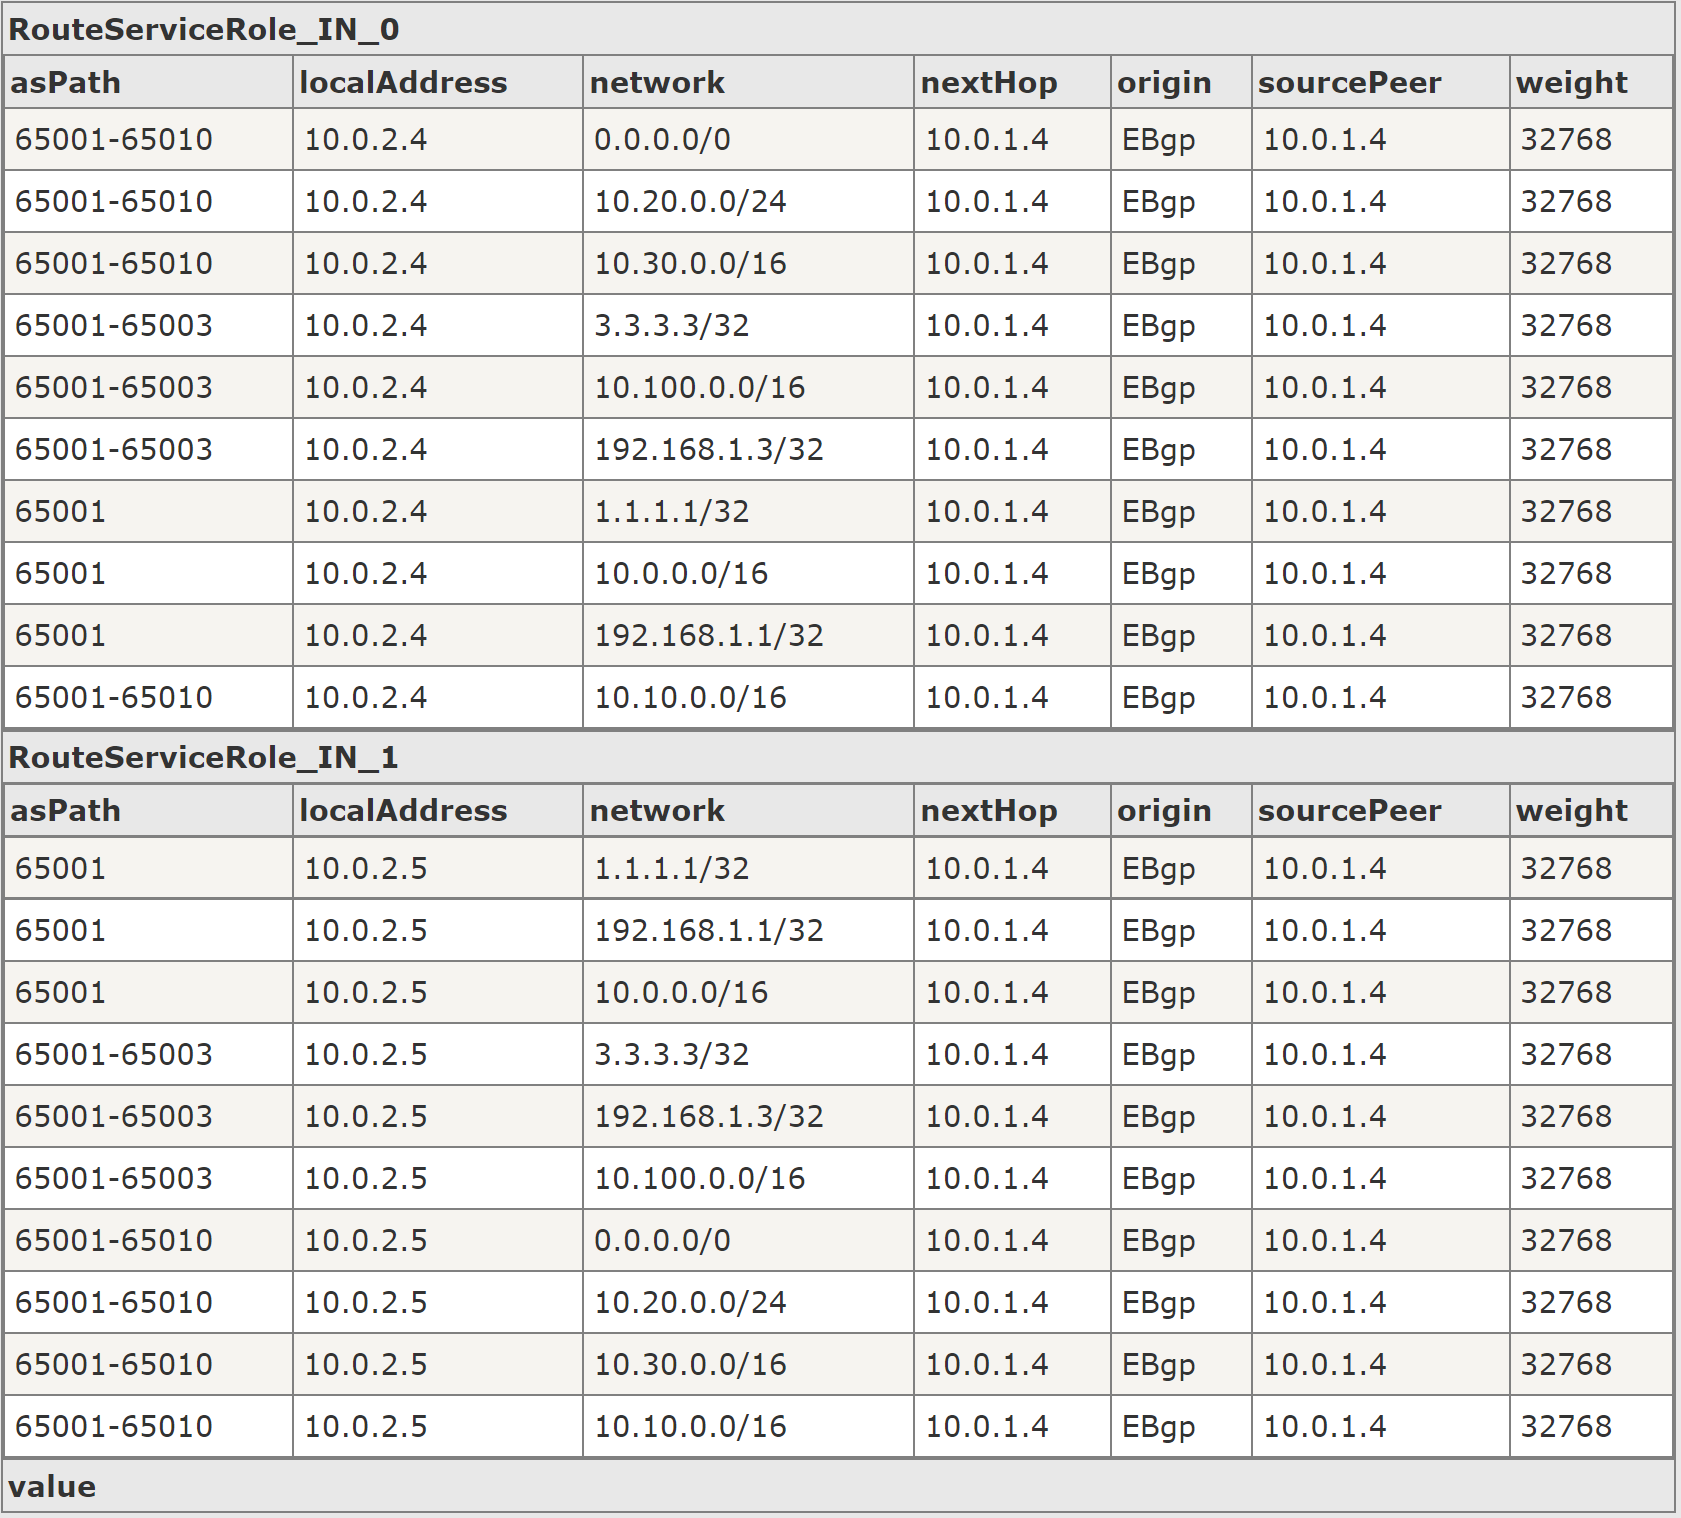 RouteServiceRole_IN_0
asPath localAddress network nextHop origin sourcePeer weight
65001-65010 10.0.2.4 0.0.0.0/0 10.0.1.4 EBgp 10.0.1.4 32768
65001-65010 10.0.2.4 10.20.0.0/24 10.0.1.4 EBgp 10.0.1.4 32768
65001-65010 10.0.2.4 10.30.0.0/16 10.0.1.4 EBgp 10.0.1.4 32768
65001-65003 10.0.2.4 3.3.3.3/32 10.0.1.4 EBgp 10.0.1.4 32768
65001-65003 10.0.2.4 10.100.0.0/16 10.0.1.4 EBgp 10.0.1.4 32768
65001-65003 10.0.2.4 192.168.1.3/32 10.0.1.4 EBgp 10.0.1.4 32768
65001 10.0.2.4 1.1.1.1/32 10.0.1.4 EBgp 10.0.1.4 32768
65001 10.0.2.4 10.0.0.0/16 10.0.1.4 EBgp 10.0.1.4 32768
65001 10.0.2.4 192.168.1.1/32 10.0.1.4 EBgp 10.0.1.4 32768
65001-65010 10.0.2.4 10.10.0.0/16 10.0.1.4 EBgp 10.0.1.4 32768
RouteServiceRole_IN_1
asPath localAddress network nextHop origin sourcePeer weight
65001 10.0.2.5 1.1.1.1/32 10.0.1.4 EBgp 10.0.1.4 32768
65001 10.0.2.5 192.168.1.1/32 10.0.1.4 EBgp 10.0.1.4 32768
65001 10.0.2.5 10.0.0.0/16 10.0.1.4 EBgp 10.0.1.4 32768
65001-65003 10.0.2.5 3.3.3.3/32 10.0.1.4 EBgp 10.0.1.4 32768
65001-65003 10.0.2.5 192.168.1.3/32 10.0.1.4 EBgp 10.0.1.4 32768
65001-65003 10.0.2.5 10.100.0.0/16 10.0.1.4 EBgp 10.0.1.4 32768
65001-65010 10.0.2.5 0.0.0.0/0 10.0.1.4 EBgp 10.0.1.4 32768
65001-65010 10.0.2.5 10.20.0.0/24 10.0.1.4 EBgp 10.0.1.4 32768
65001-65010 10.0.2.5 10.30.0.0/16 10.0.1.4 EBgp 10.0.1.4 32768
65001-65010 10.0.2.5 10.10.0.0/16 10.0.1.4 EBgp 10.0.1.4 32768
value